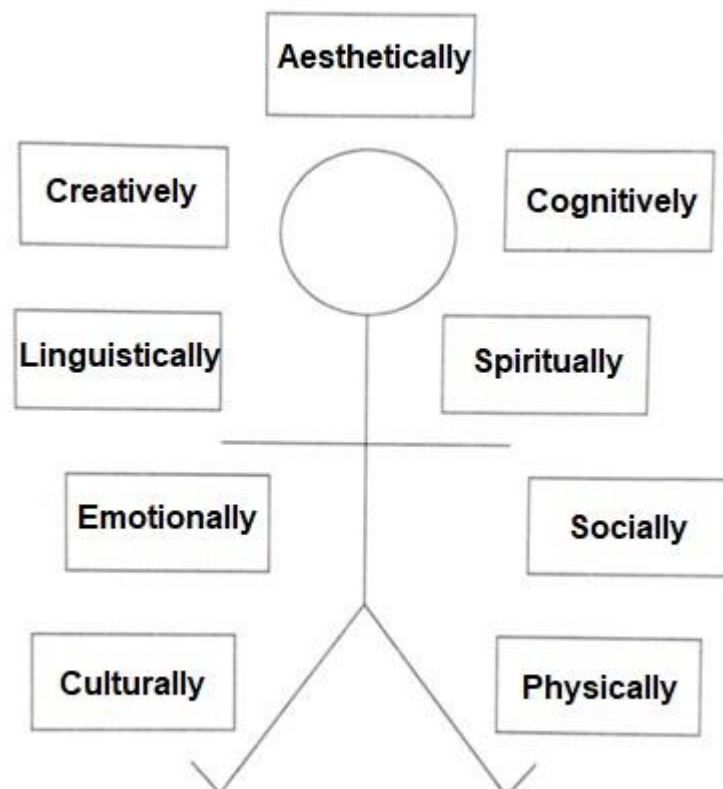 Aesthetically
Creatively
Cognitively
Linguistically
Spiritually
Emotionally
Socially
Culturally
Physically